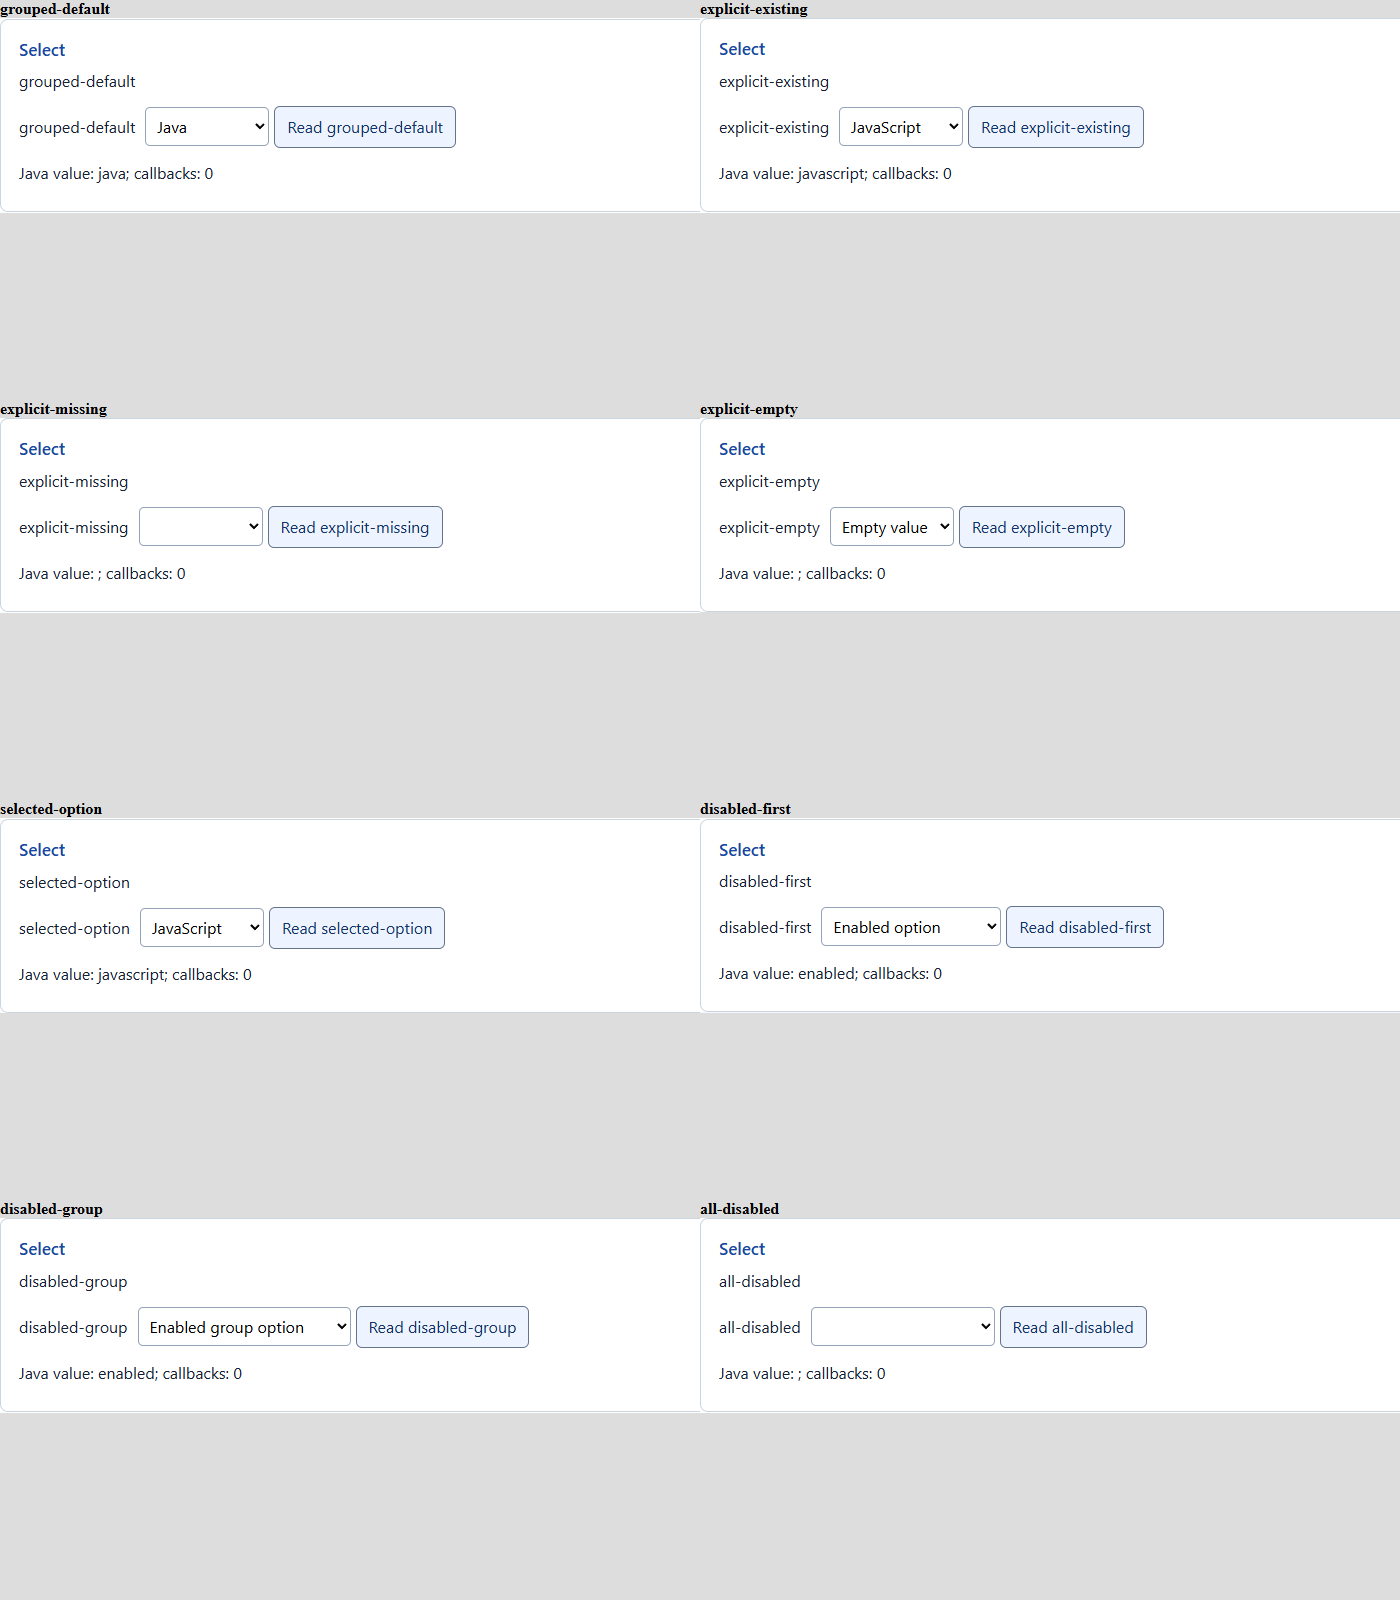 grouped-default
Select
grouped-default
grouped-default Java Read grouped-default
Java value: java; callbacks: 0
explicit-existing
Select
explicit-existing
explicit-existing JavaScript Read explicit-existing
Java value: javascript; callbacks: 0
explicit-missing
Select
explicit-missing
explicit-missing Read explicit-missing
Java value: ; callbacks: 0
explicit-empty
Select
explicit-empty
explicit-empty Empty value Read explicit-empty
Java value: ; callbacks: 0
selected-option
Select
selected-option
selected-option JavaScript Read selected-option
Java value: javascript; callbacks: 0
disabled-first
Select
disabled-first
disabled-first Enabled option Read disabled-first
Java value: enabled; callbacks: 0
disabled-group
Select
disabled-group
disabled-group Enabled group option Read disabled-group
Java value: enabled; callbacks: 0
all-disabled
Select
all-disabled
all-disabled Read all-disabled
Java value: ; callbacks: 0